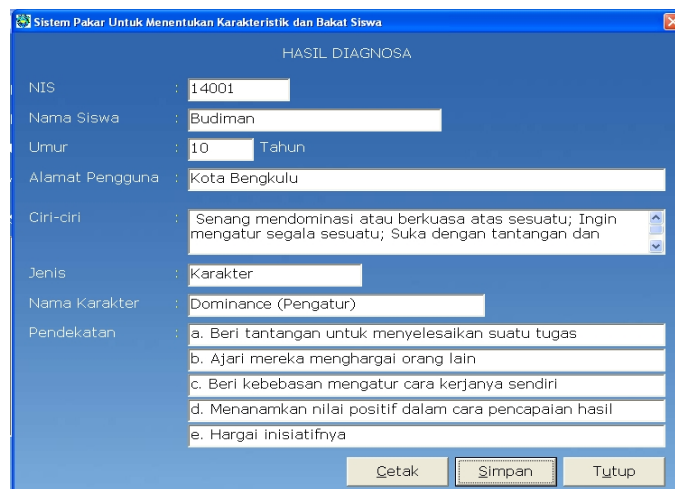 Sistem Pakar Untuk Menentukan Karakteristik dan Bakat Siswa
HASIL DIAGNOSA
NIS : 14001
Nama Siswa : Budiman
Umur : 10 Tahun
Alamat Pengguna : Kota Bengkulu
Ciri-ciri : Senang mendominasi atau berkuasa atas sesuatu; Ingin
mengatur segala sesuatu; Suka dengan tantangan dan
Jenis : Karakter
Nama Karakter : Dominance (Pengatur)
Pendekatan : a. Beri tantangan untuk menyelesaikan suatu tugas
b. Ajari mereka menghargai orang lain
c. Beri kebebasan mengatur cara kerjanya sendiri
d. Menanamkan nilai positif dalam cara pencapaian hasil
e. Hargai inisiatifnya
Cetak Simpan Tutup